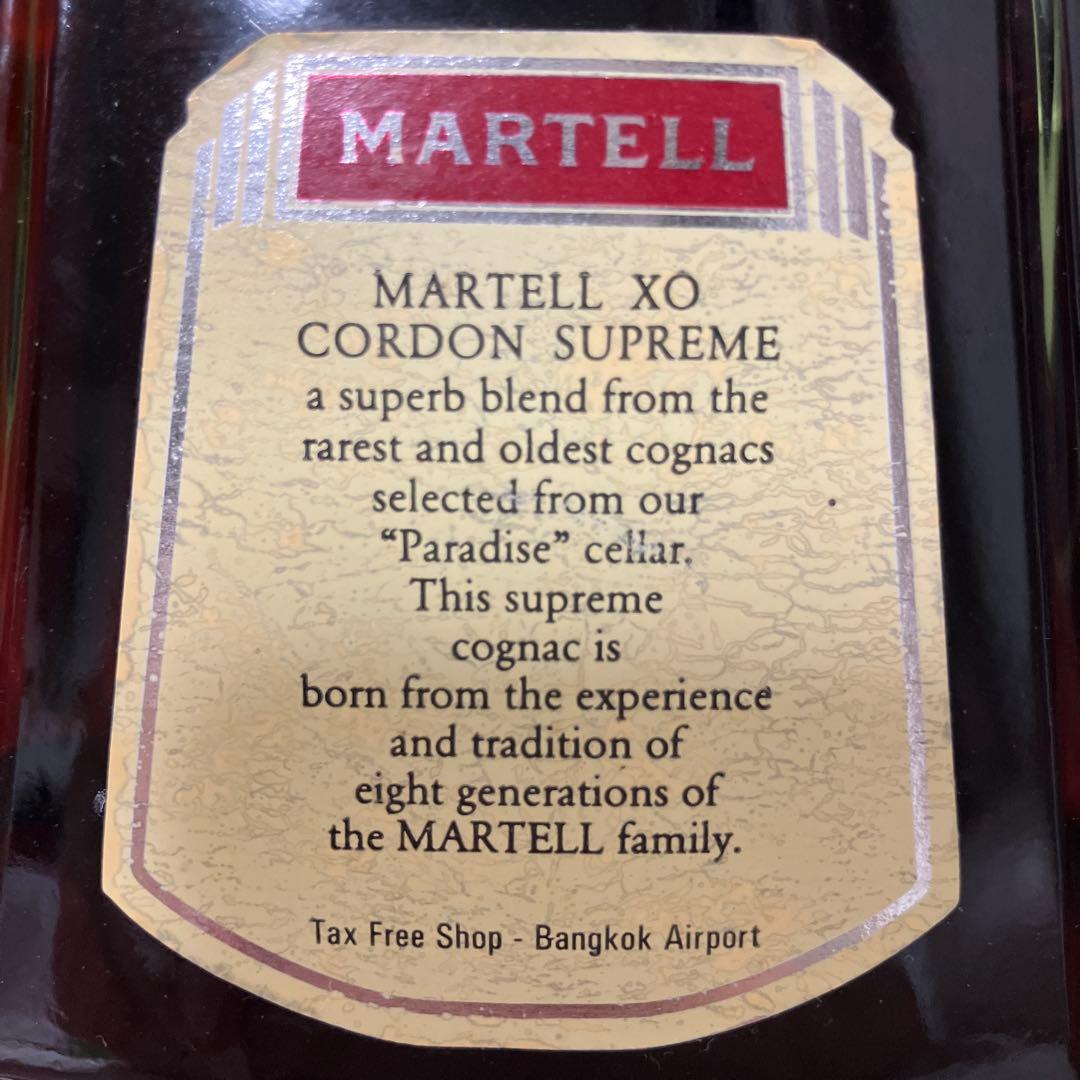 MARTELL
MARTELL XO
CORDON SUPREME
a superb blend from the
rarest and oldest cognacs
selected from our
“Paradise” cellar.
This supreme
cognac is
born from the experience
and tradition of
eight generations of
the MARTELL family.
Tax Free Shop - Bangkok Airport